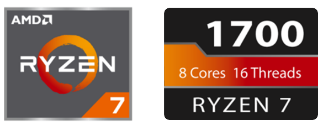 AMD
RYZEN
7
1700
8 Cores 16 Threads
RYZEN 7